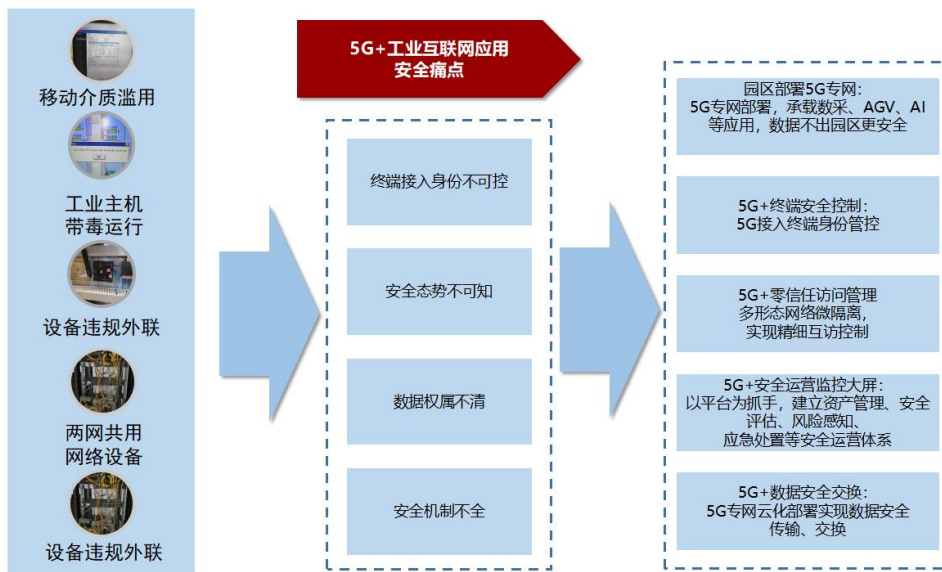 移动介质滥用
工业主机
带毒运行
设备违规外联
两网共用
网络设备
设备违规外联
5G+工业互联网应用
安全痛点
终端接入身份不可控
安全态势不可知
数据权属不清
安全机制不全
园区部署5G专网：
5G专网部署，承载数采、AGV、AI
等应用，数据不出园区更安全
5G+终端安全控制：
5G接入终端身份管控
5G+零信任访问管理
多形态网络微隔离，
实现精细互访控制
5G+安全运营监控大屏：
以平台为抓手，建立资产管理、安全
评估、风险感知、
应急处置等安全运营体系
5G+数据安全交换：
5G专网云化部署实现数据安全
传输、交换